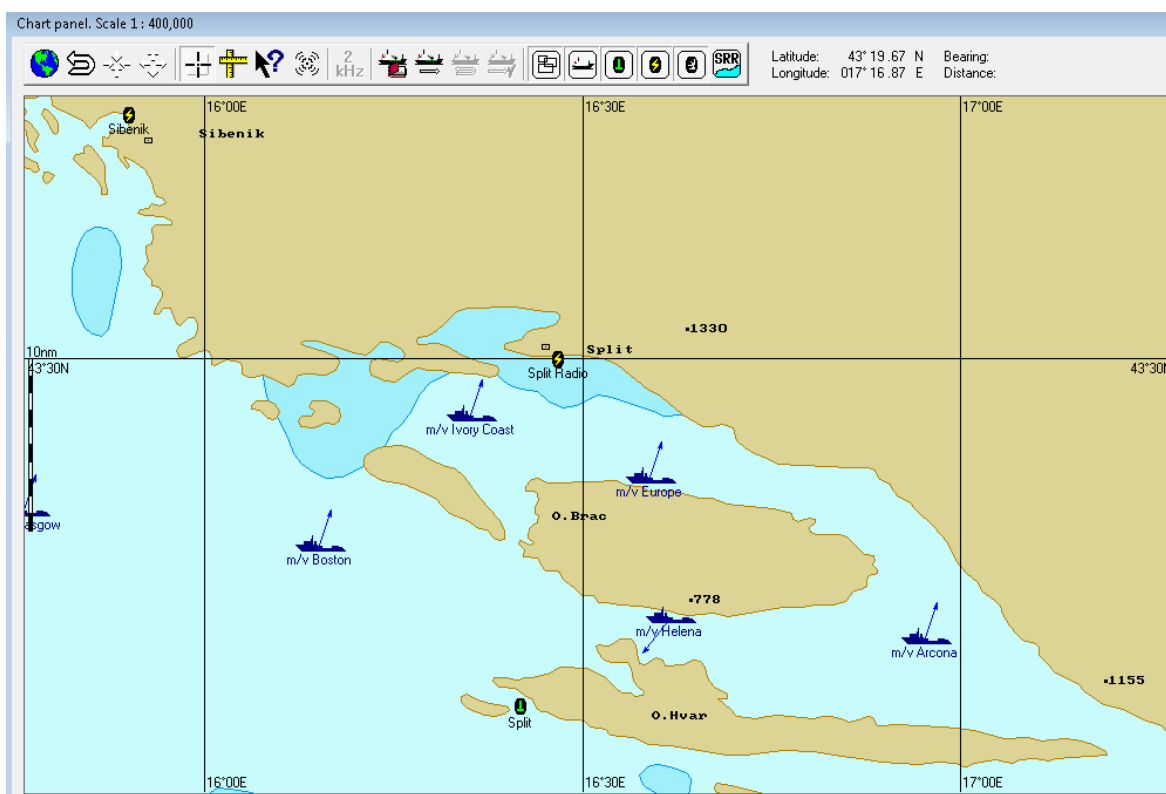 Chart panel. Scale 1 : 400,000
2 kHz
SRR
Latitude: 43° 19.67 N Bearing:
Longitude: 017° 16.87 E Distance:
16°00E 16°30E 17°00E
Sibenik
Sibenik
1330
Split
10nm
43°30N 43°30N
Split Radio
m/v Ivory Coast
m/v Europe
O.Brac
asgow
m/v Boston
778
m/v Helena
m/v Arcona
1155
O.Hvar
Split
16°00E 16°30E 17°00E